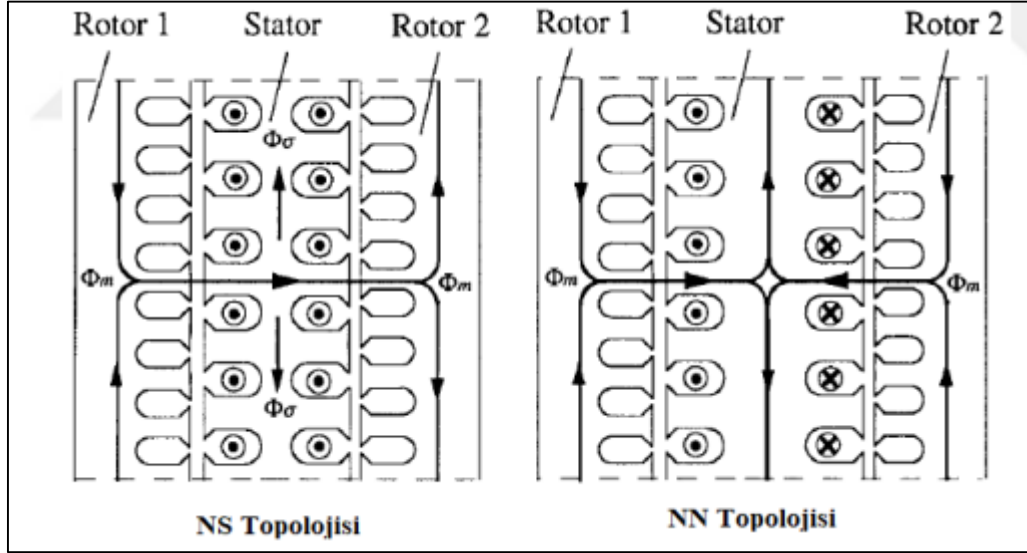 Rotor 1 Stator Rotor 2
Rotor 1 Stator Rotor 2
Φσ
Φm Φm
Φσ
Φm Φm
NS Topolojisi
NN Topolojisi